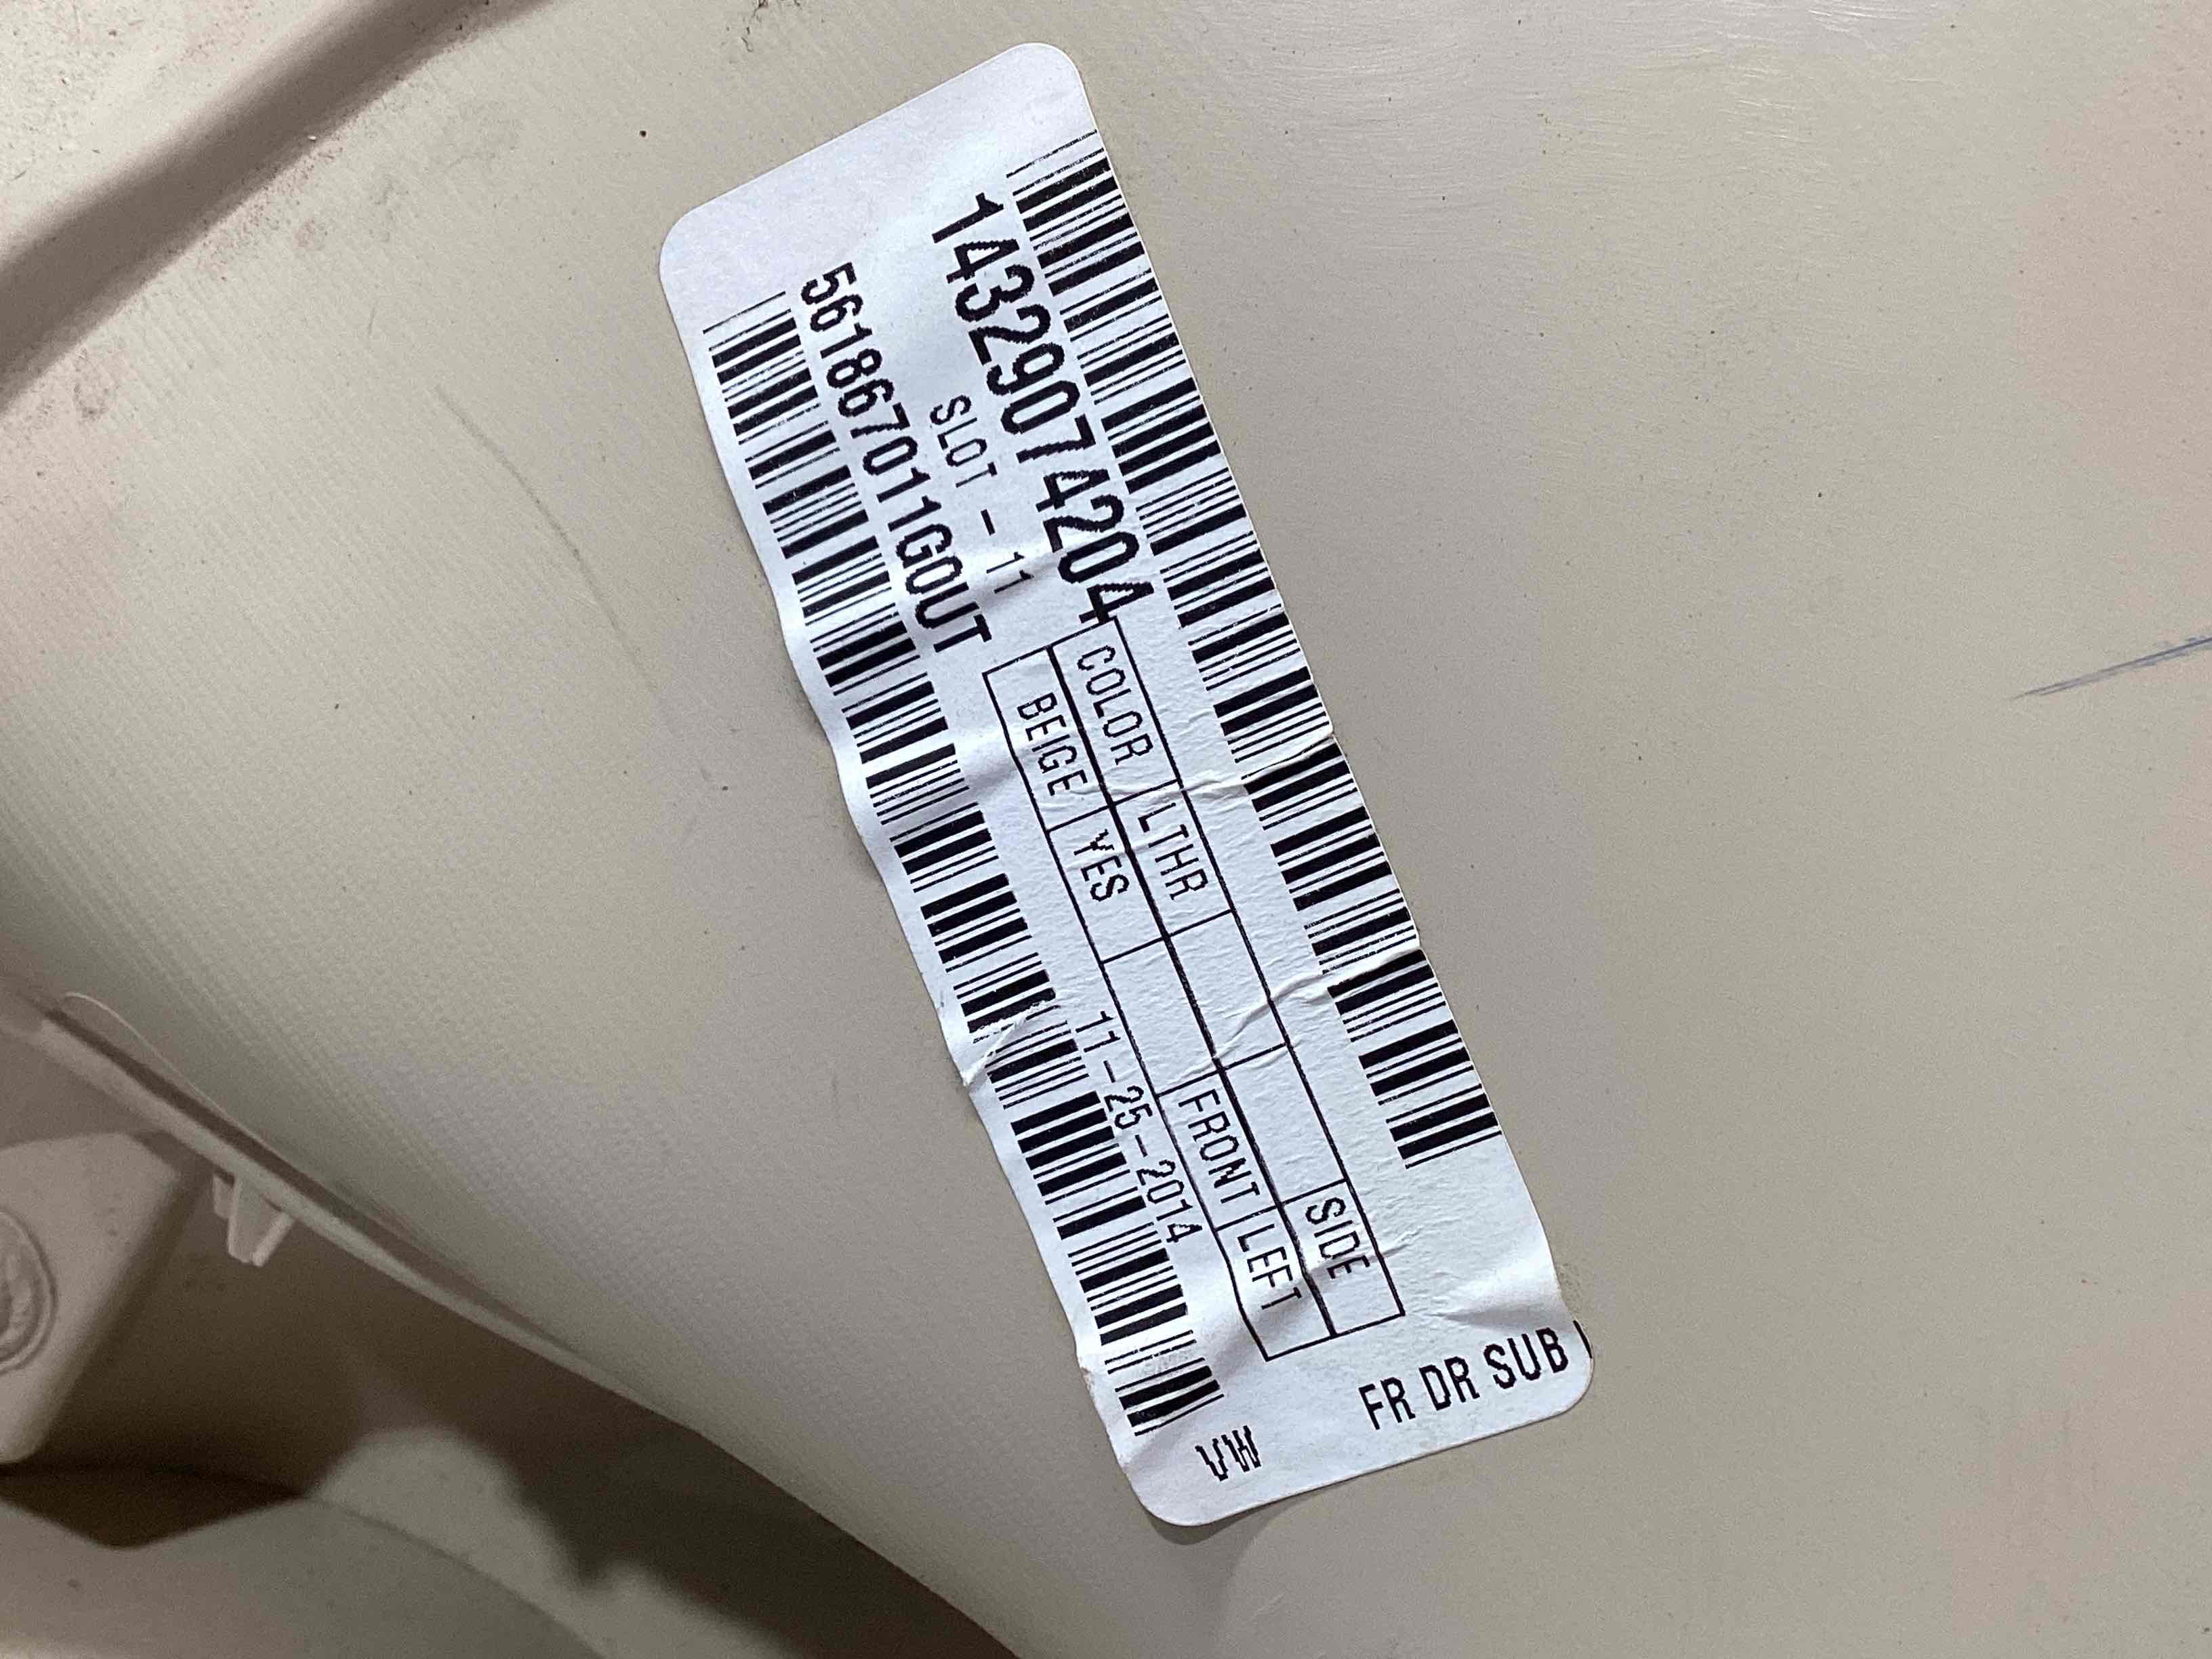 14329074204
SLOT - 11
561867011GOUT
COLOR LTHR SIDE
BEIGE YES FRONT LEFT
11-25-2014
FR DR SUB
VW